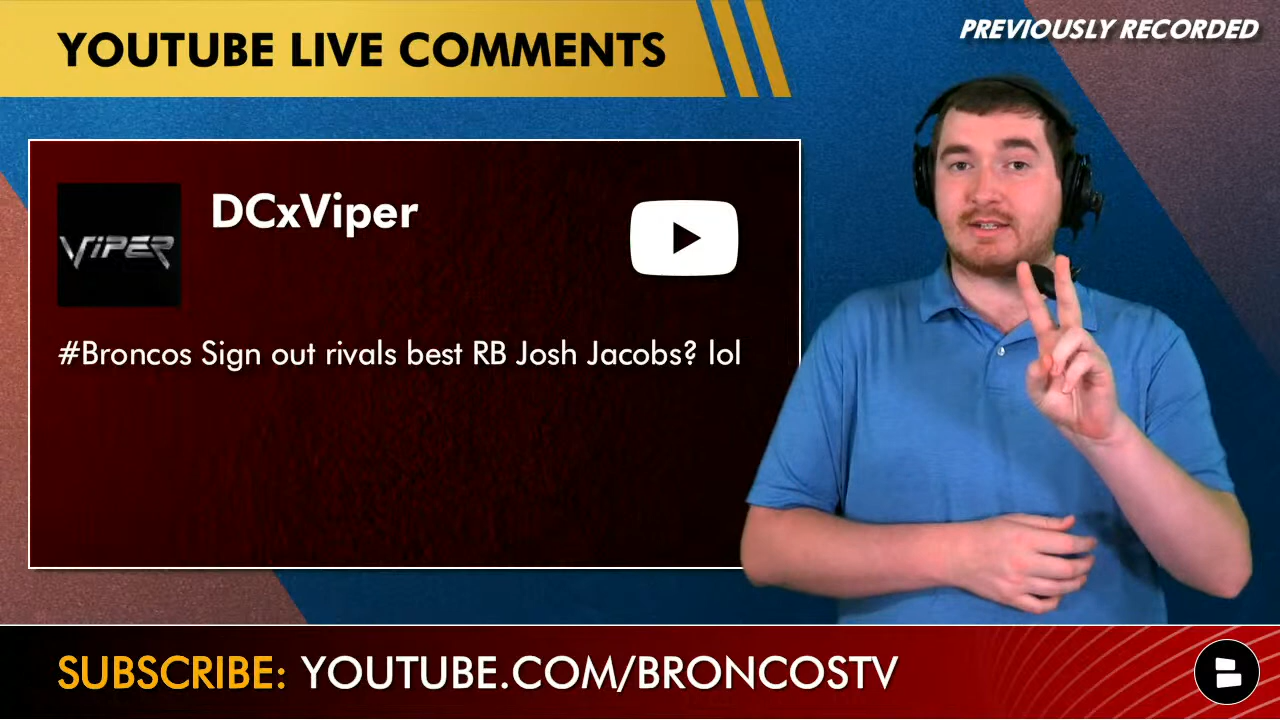 YOUTUBE LIVE COMMENTS
PREVIOUSLY RECORDED
VIPER
DCxViper
#Broncos Sign out rivals best RB Josh Jacobs? lol
SUBSCRIBE: YOUTUBE.COM/BRONCOSTV